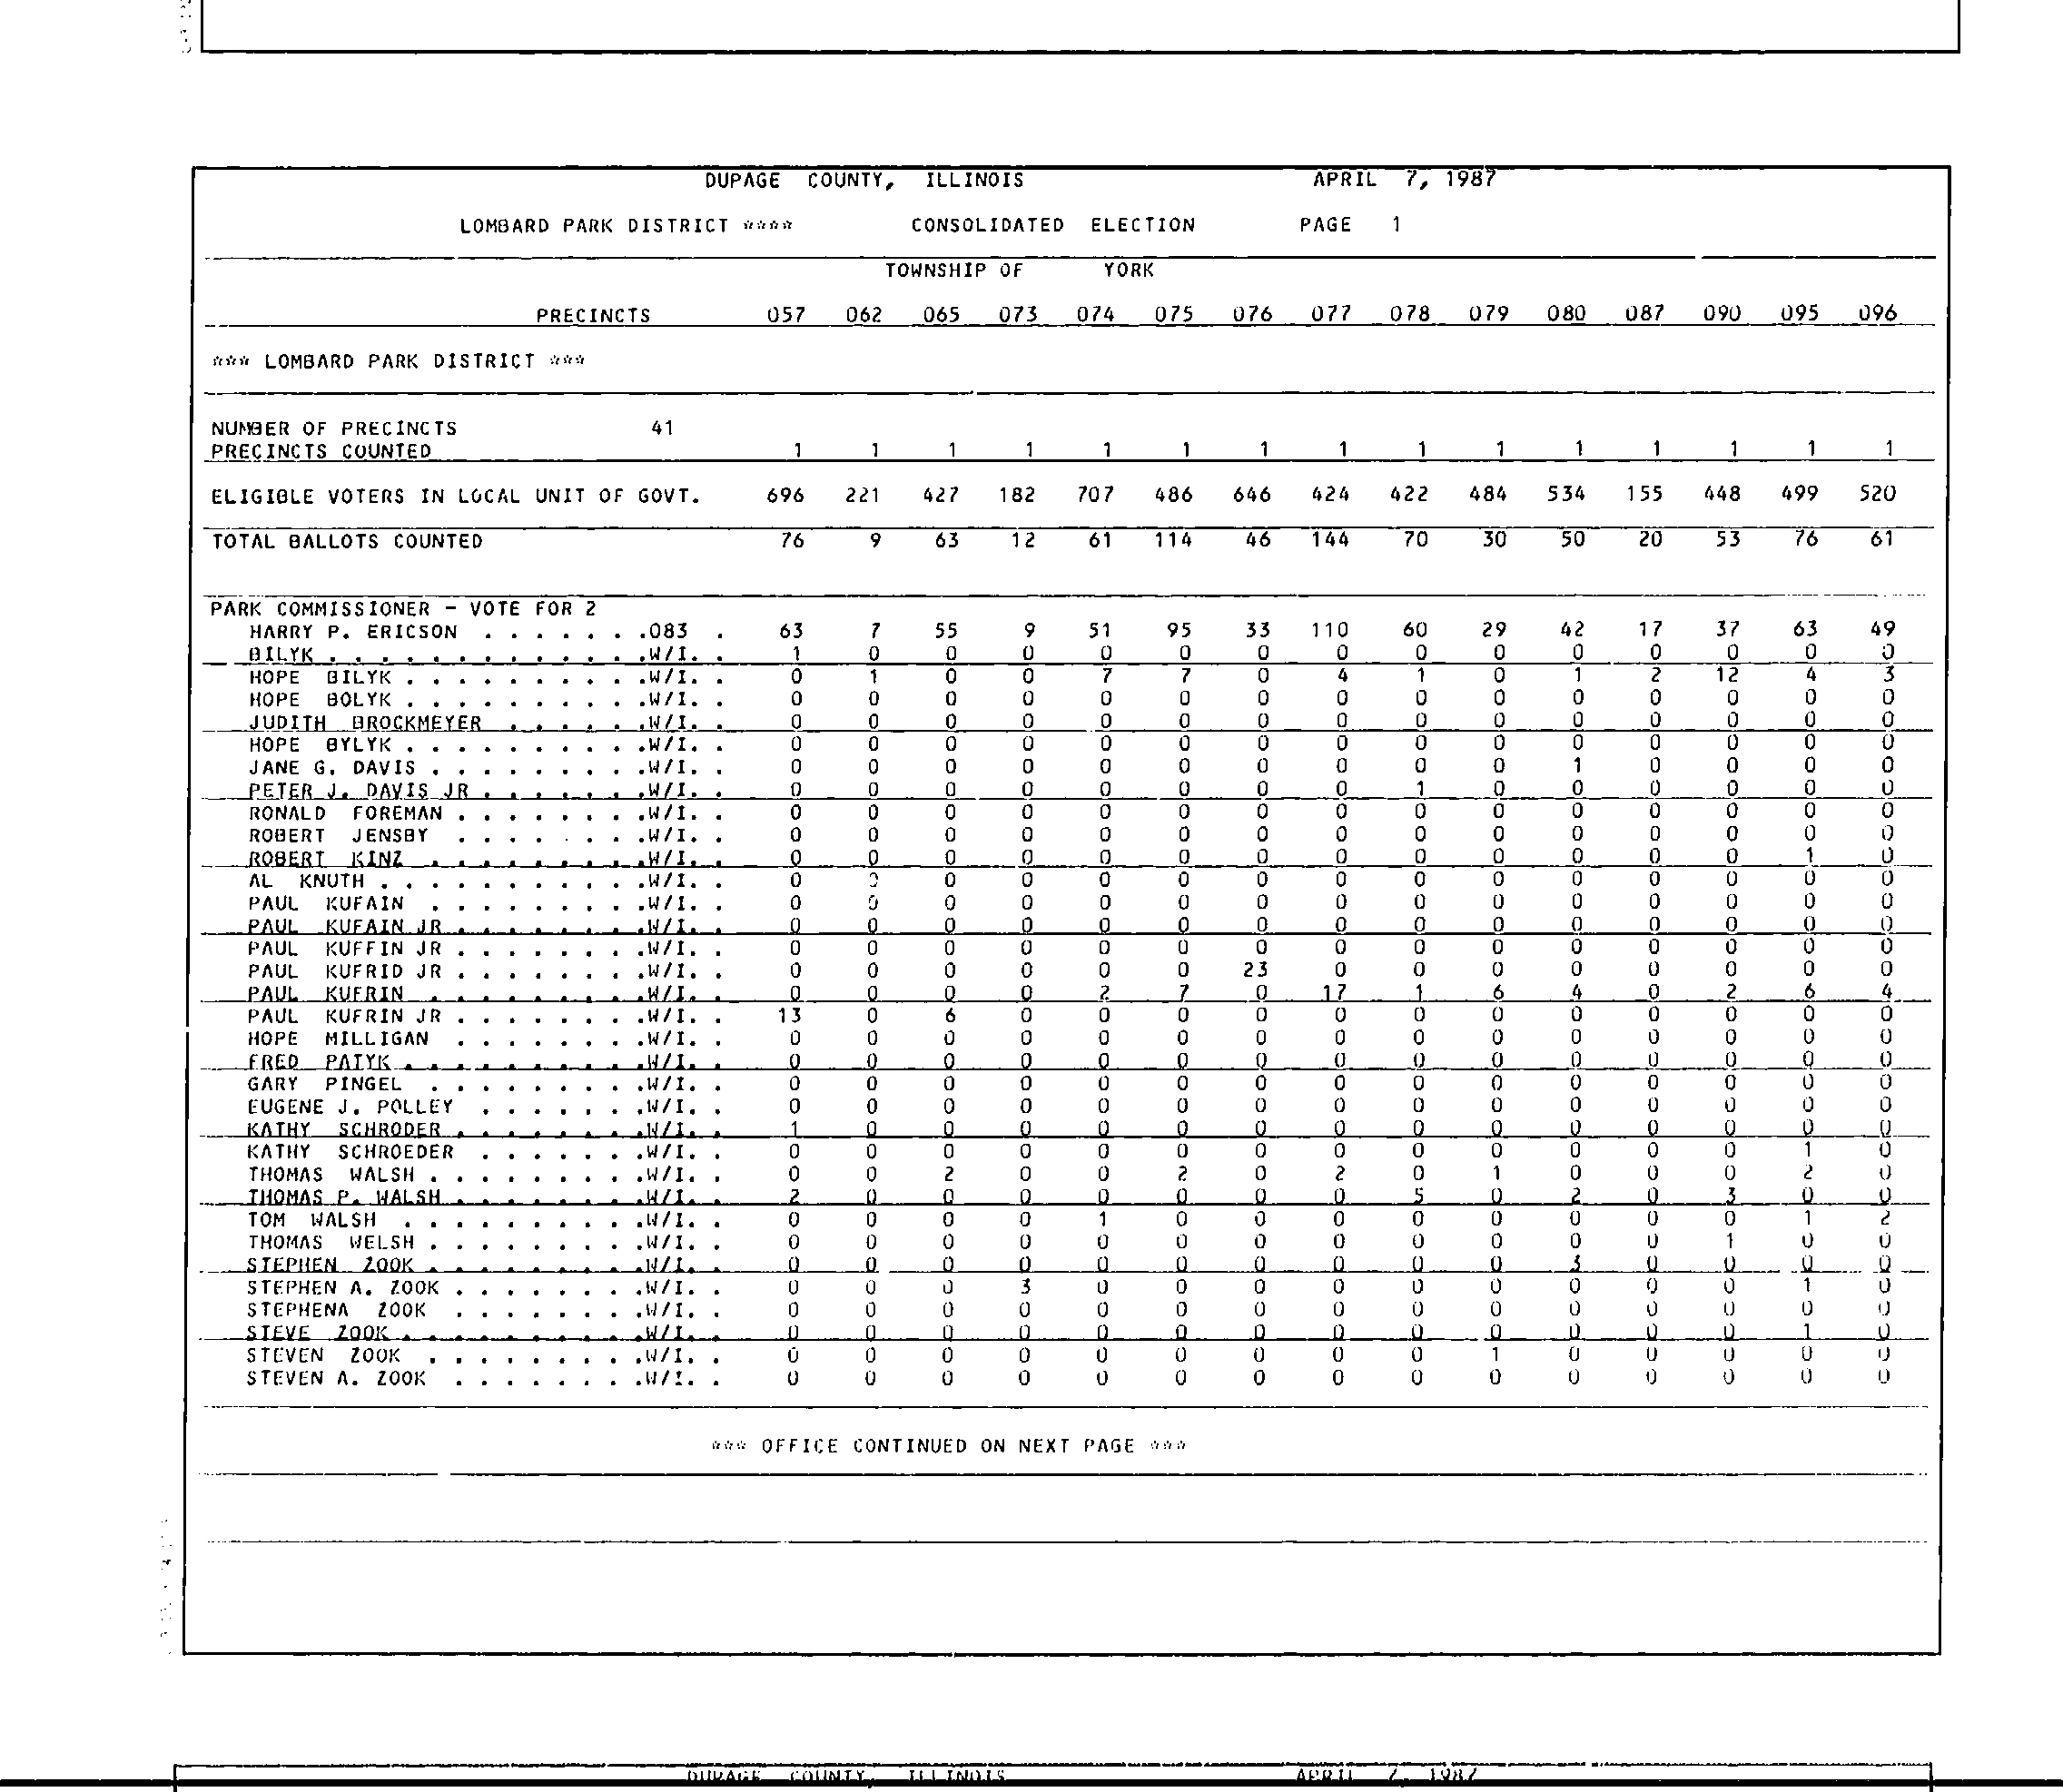 DUPAGE COUNTY, ILLINOIS APRIL 7, 1987
LOMBARD PARK DISTRICT **** CONSOLIDATED ELECTION PAGE 1
TOWNSHIP OF YORK
PRECINCTS 057 062 065 073 074 075 076 077 078 079 080 087 090 095 096
*** LOMBARD PARK DISTRICT ***
NUMBER OF PRECINCTS 41
PRECINCTS COUNTED 1 1 1 1 1 1 1 1 1 1 1 1 1 1 1
ELIGIBLE VOTERS IN LOCAL UNIT OF GOVT. 696 221 427 182 707 486 646 424 422 484 534 155 448 499 520
TOTAL BALLOTS COUNTED 76 9 63 12 61 114 46 144 70 30 50 20 53 76 61
PARK COMMISSIONER - VOTE FOR 2
HARRY P. ERICSON . . . . . . .083 . 63 7 55 9 51 95 33 110 60 29 42 17 37 63 49
BILYK . . . . . . . . . . . . .W/I. . 1 0 0 0 0 0 0 0 0 0 0 0 0 0 0
HOPE BILYK . . . . . . . . . .W/I. . 0 1 0 0 7 7 0 4 1 0 1 2 12 4 3
HOPE BOLYK . . . . . . . . . .W/I. . 0 0 0 0 0 0 0 0 0 0 0 0 0 0 0
JUDITH BROCKMEYER . . . . . .W/I. . 0 0 0 0 0 0 0 0 0 0 0 0 0 0 0
HOPE BYLYK . . . . . . . . . .W/I. . 0 0 0 0 0 0 0 0 0 0 0 0 0 0 0
JANE G. DAVIS . . . . . . . . .W/I. . 0 0 0 0 0 0 0 0 0 0 1 0 0 0 0
PETER J. DAVIS JR . . . . . . .W/I. . 0 0 0 0 0 0 0 0 1 0 0 0 0 0 0
RONALD FOREMAN . . . . . . . .W/I. . 0 0 0 0 0 0 0 0 0 0 0 0 0 0 0
ROBERT JENSBY . . . . . . . .W/I. . 0 0 0 0 0 0 0 0 0 0 0 0 0 0 0
ROBERT KINZ . . . . . . . . .W/I. . 0 0 0 0 0 0 0 0 0 0 0 0 0 1 0
AL KNUTH . . . . . . . . . . .W/I. . 0 0 0 0 0 0 0 0 0 0 0 0 0 0 0
PAUL KUFAIN . . . . . . . . .W/I. . 0 0 0 0 0 0 0 0 0 0 0 0 0 0 0
PAUL KUFAIN JR . . . . . . . .W/I. . 0 0 0 0 0 0 0 0 0 0 0 0 0 0 0
PAUL KUFFIN JR . . . . . . . .W/I. . 0 0 0 0 0 0 0 0 0 0 0 0 0 0 0
PAUL KUFRID JR . . . . . . . .W/I. . 0 0 0 0 0 0 23 0 0 0 0 0 0 0 0
PAUL KUFRIN . . . . . . . . .W/I. . 0 0 0 0 2 7 0 17 1 6 4 0 2 6 4
PAUL KUFRIN JR . . . . . . . .W/I. . 13 0 6 0 0 0 0 0 0 0 0 0 0 0 0
HOPE MILLIGAN . . . . . . . .W/I. . 0 0 0 0 0 0 0 0 0 0 0 0 0 0 0
FRED PATYK . . . . . . . . . .W/I. . 0 0 0 0 0 0 0 0 0 0 0 0 0 0 0
GARY PINGEL . . . . . . . . .W/I. . 0 0 0 0 0 0 0 0 0 0 0 0 0 0 0
EUGENE J. POLLEY . . . . . . .W/I. . 0 0 0 0 0 0 0 0 0 0 0 0 0 0 0
KATHY SCHRODER . . . . . . . .W/I. . 1 0 0 0 0 0 0 0 0 0 0 0 0 0 0
KATHY SCHROEDER . . . . . . .W/I. . 0 0 0 0 0 0 0 0 0 0 0 0 0 1 0
THOMAS WALSH . . . . . . . . .W/I. . 0 0 2 0 0 2 0 2 0 1 0 0 0 2 0
THOMAS P. WALSH . . . . . . . .W/I. . 2 0 0 0 0 0 0 0 5 0 2 0 3 0 0
TOM WALSH . . . . . . . . . .W/I. . 0 0 0 0 1 0 0 0 0 0 0 0 0 1 2
THOMAS WELSH . . . . . . . . .W/I. . 0 0 0 0 0 0 0 0 0 0 0 0 1 0 0
STEPHEN ZOOK . . . . . . . . .W/I. . 0 0 0 0 0 0 0 0 0 0 3 0 0 0 0
STEPHEN A. ZOOK . . . . . . . .W/I. . 0 0 0 3 0 0 0 0 0 0 0 0 0 1 0
STEPHENA ZOOK . . . . . . . .W/I. . 0 0 0 0 0 0 0 0 0 0 0 0 0 0 0
STEVE ZOOK . . . . . . . . . .W/I. . 0 0 0 0 0 0 0 0 0 0 0 0 0 1 0
STEVEN ZOOK . . . . . . . . .W/I. . 0 0 0 0 0 0 0 0 0 1 0 0 0 0 0
STEVEN A. ZOOK . . . . . . . .W/I. . 0 0 0 0 0 0 0 0 0 0 0 0 0 0 0
*** OFFICE CONTINUED ON NEXT PAGE ***
DUPAGE COUNTY, ILLINOIS APRIL 7, 1987